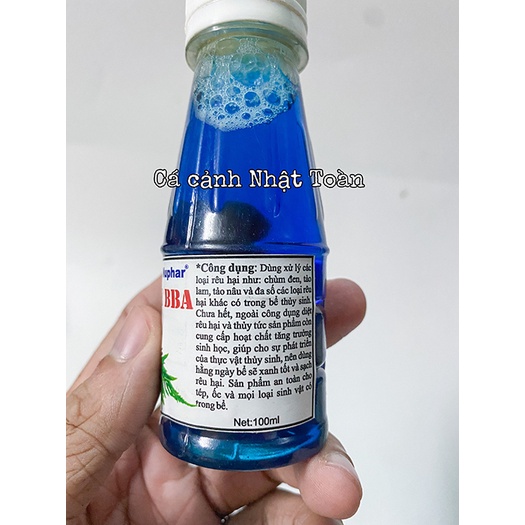 Cá cảnh Nhật Toàn
uphar®
BBA
*Công dụng: Dùng xử lý các
loại rêu hại như: chùm đen, tảo
lam, tảo nâu và đa số các loại rêu
hại khác có trong bể thủy sinh.
Chưa hết, ngoài công dụng diệt
rêu hại và thủy tức sản phẩm còn
cung cấp hoạt chất tăng trưởng
sinh học, giúp cho sự phát triển
của thực vật thủy sinh, nên dùng
hằng ngày bể sẽ xanh tốt và sạch
rêu hại. Sản phẩm an toàn cho
tép, ốc và mọi loại sinh vật có
trong bể.
Net:100ml